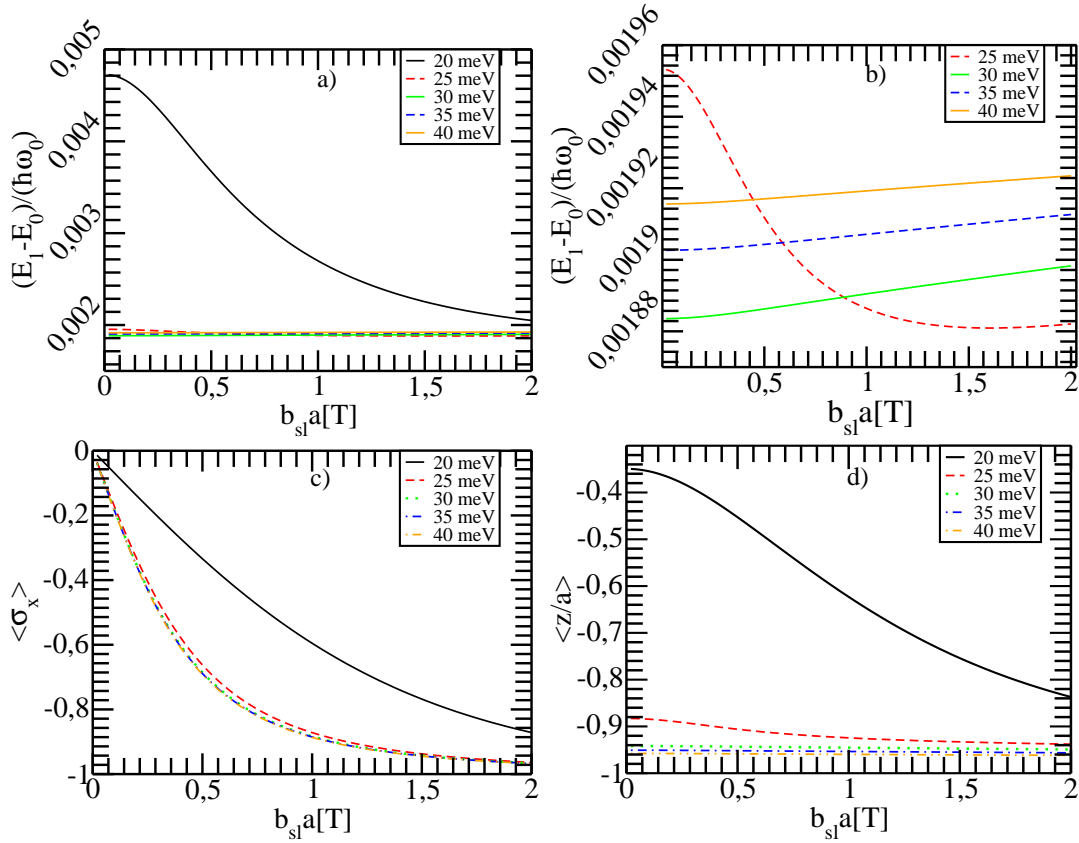 a)
20 meV
25 meV
30 meV
35 meV
40 meV
0,005
0,004
0,003
0,002
(E₁-E₀)/(ħω₀)
0
0,5
1
1,5
2
b_sl a[T]
b)
25 meV
30 meV
35 meV
40 meV
0,00196
0,00194
0,00192
0,0019
0,00188
(E₁-E₀)/(ħω₀)
0,5
1
1,5
2
b_sl a[T]
c)
20 meV
25 meV
30 meV
35 meV
40 meV
0
-0,2
-0,4
-0,6
-0,8
-1
<σₓ>
0
0,5
1
1,5
2
b_sl a[T]
d)
20 meV
25 meV
30 meV
35 meV
40 meV
-0,4
-0,5
-0,6
-0,7
-0,8
-0,9
-1
<z/a>
0
0,5
1
1,5
2
b_sl a[T]